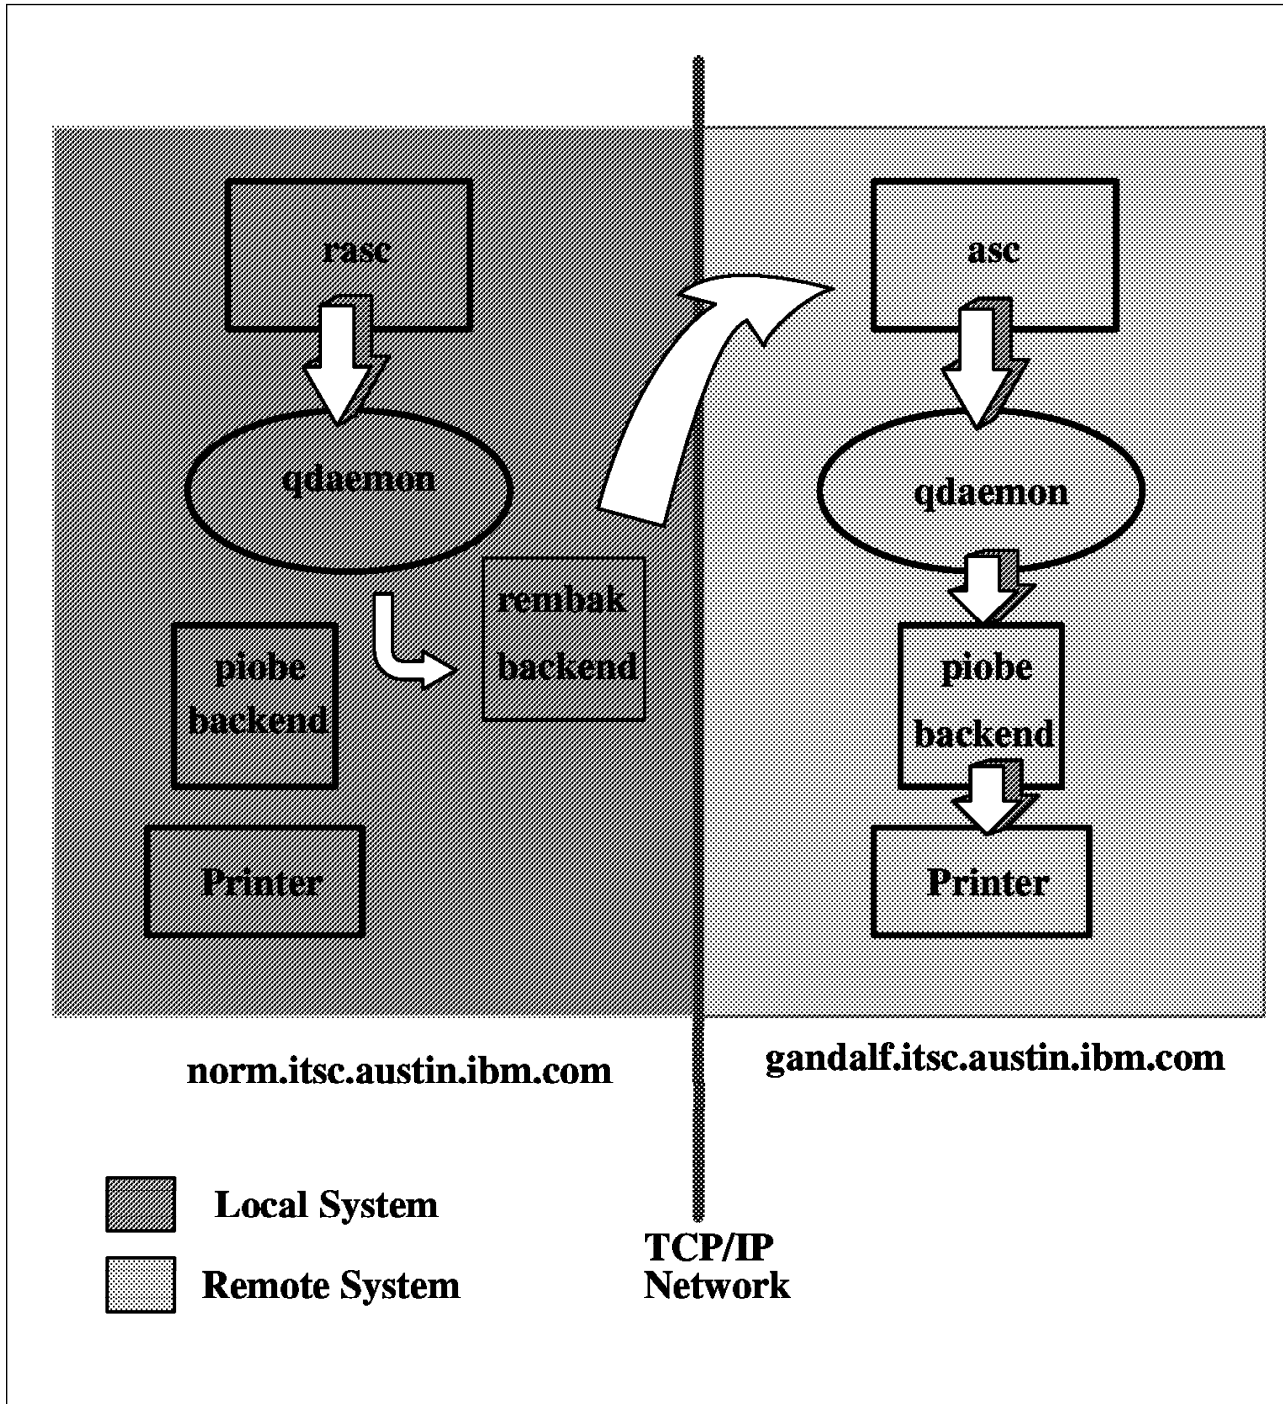 rasc
qdaemon
rembak
backend
piobe
backend
Printer
norm.itsc.austin.ibm.com
asc
qdaemon
piobe
backend
Printer
gandalf.itsc.austin.ibm.com
Local System
Remote System
TCP/IP
Network